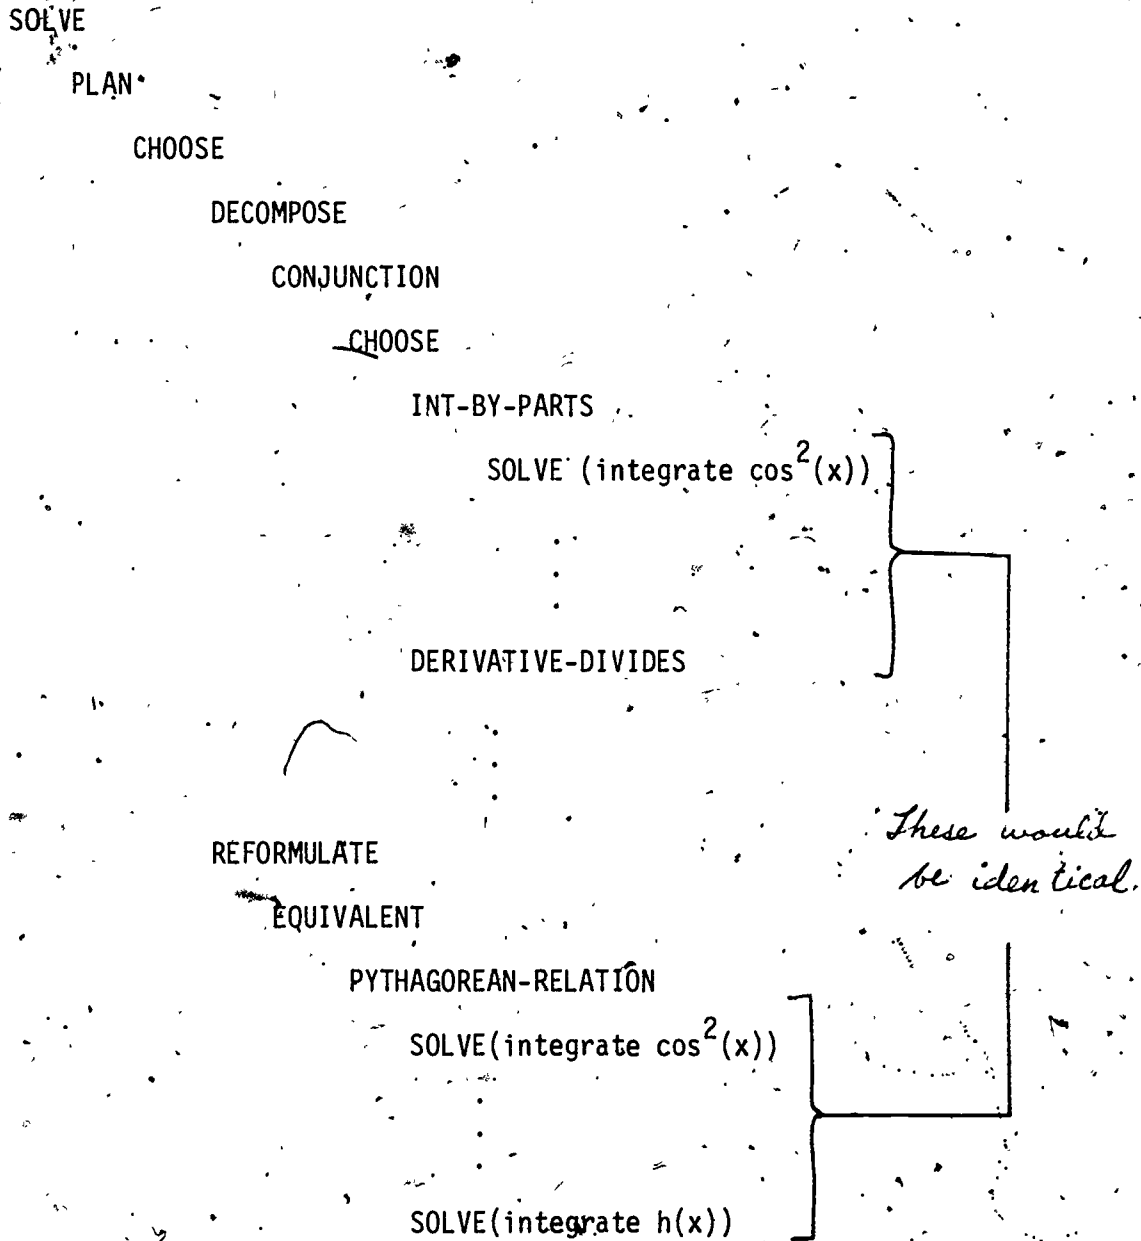 SOLVE
PLAN
CHOOSE
DECOMPOSE
CONJUNCTION
CHOOSE
INT-BY-PARTS
SOLVE (integrate cos²(x))
DERIVATIVE-DIVIDES
These would
be identical.
REFORMULATE
EQUIVALENT
PYTHAGOREAN-RELATION
SOLVE(integrate cos²(x))
SOLVE(integrate h(x))